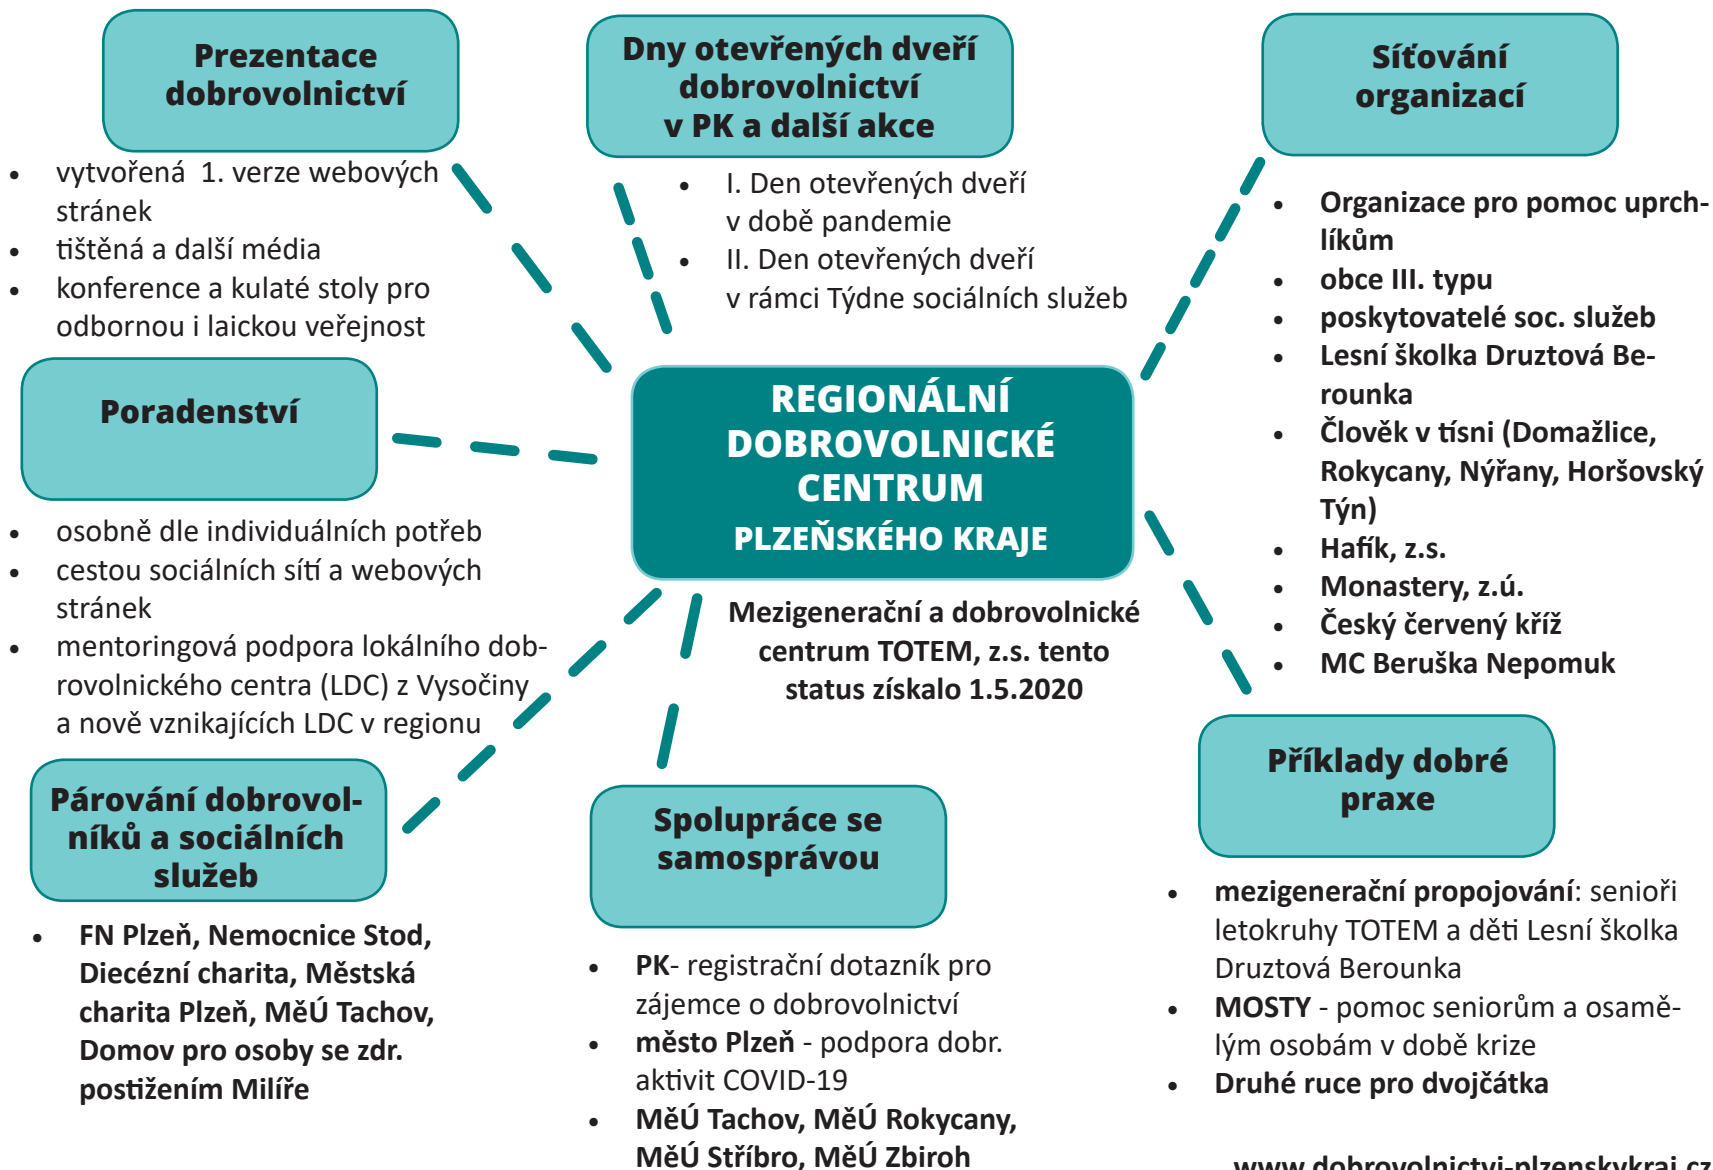 Prezentace
dobrovolnictví
• vytvořená 1. verze webových
stránek
• tištěná a další média
• konference a kulaté stoly pro
odbornou i laickou veřejnost
Dny otevřených dveří
dobrovolnictví
v PK a další akce
• I. Den otevřených dveří
v době pandemie
• II. Den otevřených dveří
v rámci Týdne sociálních služeb
Síťování
organizací
• Organizace pro pomoc uprch-
líkům
• obce III. typu
• poskytovatelé soc. služeb
• Lesní školka Druztová Be-
rounka
• Člověk v tísni (Domažlice,
Rokycany, Nýřany, Horšovský
Týn)
• Hafík, z.s.
• Monastery, z.ú.
• Český červený kříž
• MC Beruška Nepomuk
Poradenství
• osobně dle individuálních potřeb
• cestou sociálních sítí a webových
stránek
• mentoringová podpora lokálního dob-
rovolnického centra (LDC) z Vysočiny
a nově vznikajících LDC v regionu
REGIONÁLNÍ
DOBROVOLNICKÉ
CENTRUM
PLZEŇSKÉHO KRAJE
Mezigenerační a dobrovolnické
centrum TOTEM, z.s. tento
status získalo 1.5.2020
Párování dobrovol-
níků a sociálních
služeb
• FN Plzeň, Nemocnice Stod,
Diecézní charita, Městská
charita Plzeň, MěÚ Tachov,
Domov pro osoby se zdr.
postižením Milíře
Spolupráce se
samosprávou
• PK- registrační dotazník pro
zájemce o dobrovolnictví
• město Plzeň - podpora dobr.
aktivit COVID-19
• MěÚ Tachov, MěÚ Rokycany,
MěÚ Stříbro, MěÚ Zbiroh
Příklady dobré
praxe
• mezigenerační propojování: senioři
letokruhy TOTEM a děti Lesní školka
Druztová Berounka
• MOSTY - pomoc seniorům a osamě-
lým osobám v době krize
• Druhé ruce pro dvojčátka
www.dobrovolnictvi-plzenskykraj.cz